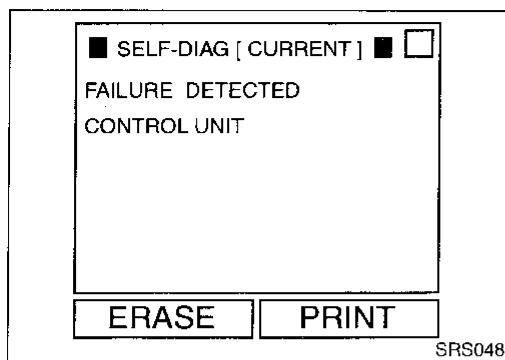 ■ SELF-DIAG [ CURRENT ] ■ □
FAILURE DETECTED
CONTROL UNIT
ERASE PRINT
SRS048